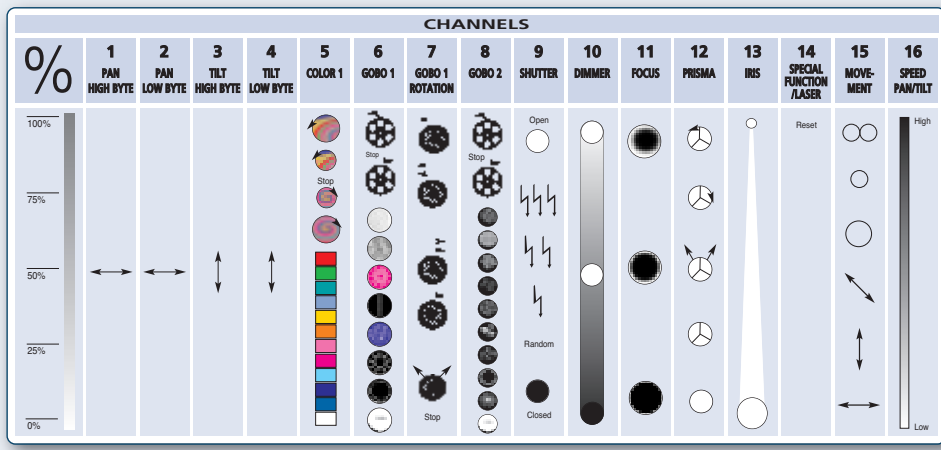 CHANNELS
%
1
PAN
HIGH BYTE
2
PAN
LOW BYTE
3
TILT
HIGH BYTE
4
TILT
LOW BYTE
5
COLOR 1
6
GOBO 1
7
GOBO 1
ROTATION
8
GOBO 2
9
SHUTTER
10
DIMMER
11
FOCUS
12
PRISMA
13
IRIS
14
SPECIAL
FUNCTION
/LASER
15
MOVE-
MENT
16
SPEED
PAN/TILT
100%
75%
50%
25%
0%
Stop
Stop
Stop
Stop
Open
Random
Closed
Reset
High
Low